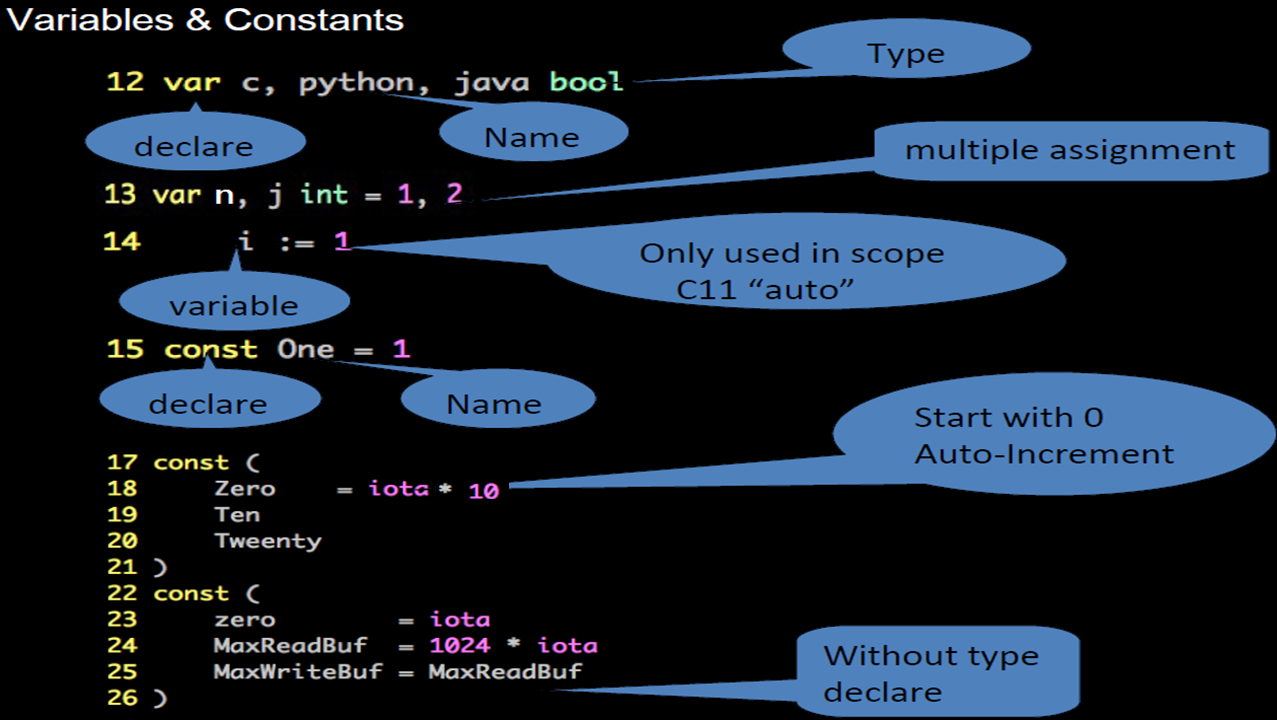 Variables & Constants
Type
12 var c, python, java bool
declare
Name
multiple assignment
13 var n, j int = 1, 2
14 i := 1
Only used in scope
C11 “auto”
variable
15 const One = 1
declare
Name
Start with 0
Auto-Increment
17 const (
18 Zero = iota * 10
19 Ten
20 Tweenty
21 )
22 const (
23 zero = iota
24 MaxReadBuf = 1024 * iota
25 MaxWriteBuf = MaxReadBuf
26 )
Without type
declare